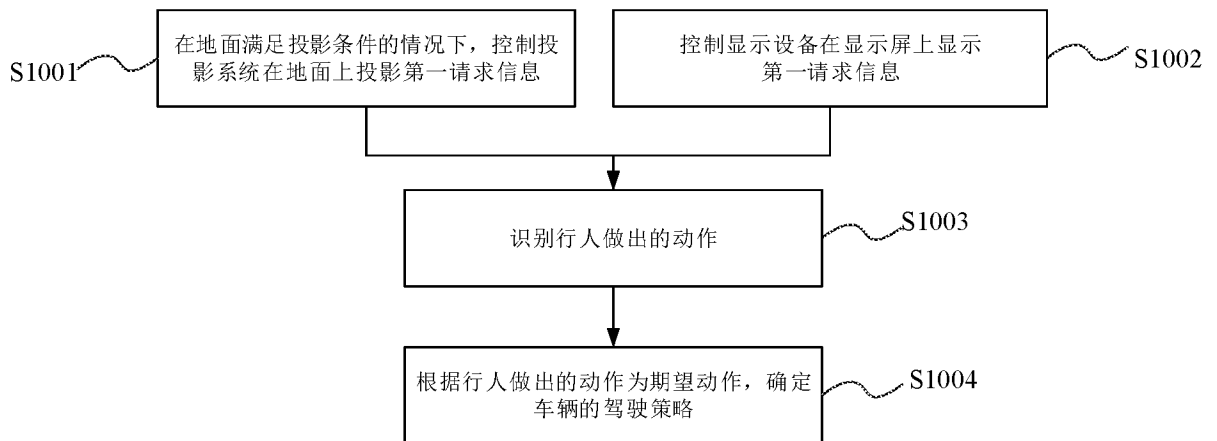 S1001
在地面满足投影条件的情况下，控制投
影系统在地面上投影第一请求信息
控制显示设备在显示屏上显示
第一请求信息
S1002
识别行人做出的动作
S1003
根据行人做出的动作为期望动作，确定
车辆的驾驶策略
S1004